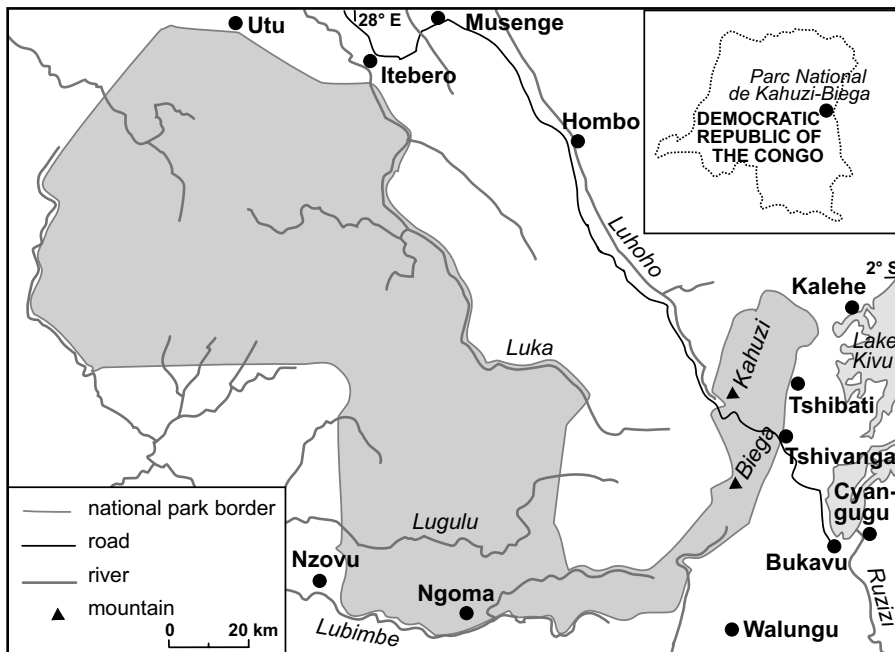 Utu
28° E
Musenge
Itebero
Hombo
Parc National
de Kahuzi-Biega
DEMOCRATIC
REPUBLIC OF
THE CONGO
Luhoho
2° S
Kalehe
Lake
Kivu
Luka
Kahuzi
Tshibati
Biega
Tshivanga
Cyan-
gugu
Lugulu
Nzovu
Ngoma
Bukavu
Ruzizi
Lubimbe
Walungu
national park border
road
river
mountain
0 20 km